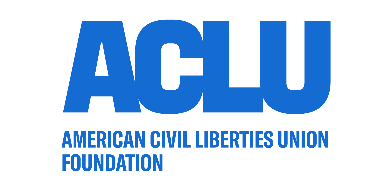 ACLU
AMERICAN CIVIL LIBERTIES UNION
FOUNDATION